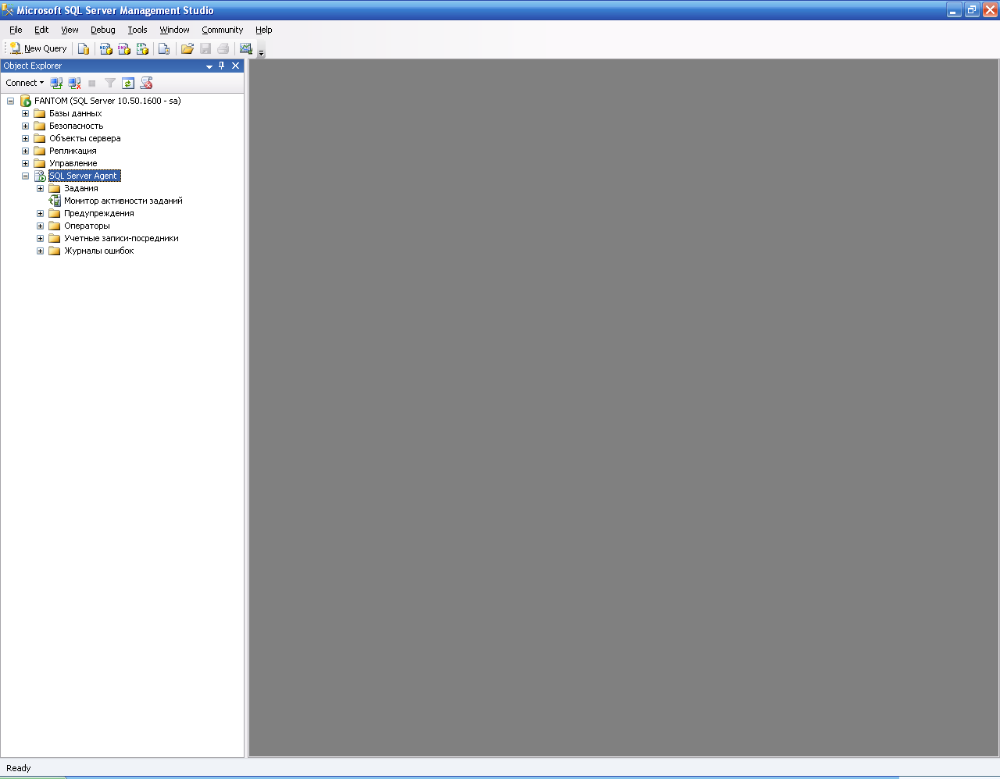 Microsoft SQL Server Management Studio
File Edit View Debug Tools Window Community Help
New Query
Object Explorer
Connect
FANTOM (SQL Server 10.50.1600 - sa)
Базы данных
Безопасность
Объекты сервера
Репликация
Управление
SQL Server Agent
Задания
Монитор активности заданий
Предупреждения
Операторы
Учетные записи-посредники
Журналы ошибок
Ready